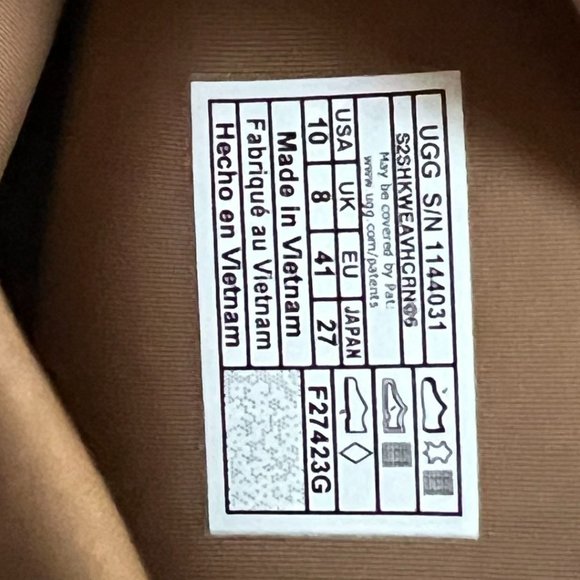 UGG S/N 1144031
S2SHKWEAVHCRN06
May be covered by Pat:
www.ugg.com/patents
USA UK EU JAPAN
10 8 41 27
Made in Vietnam
Fabriqué au Vietnam
Hecho en Vietnam
F27423G